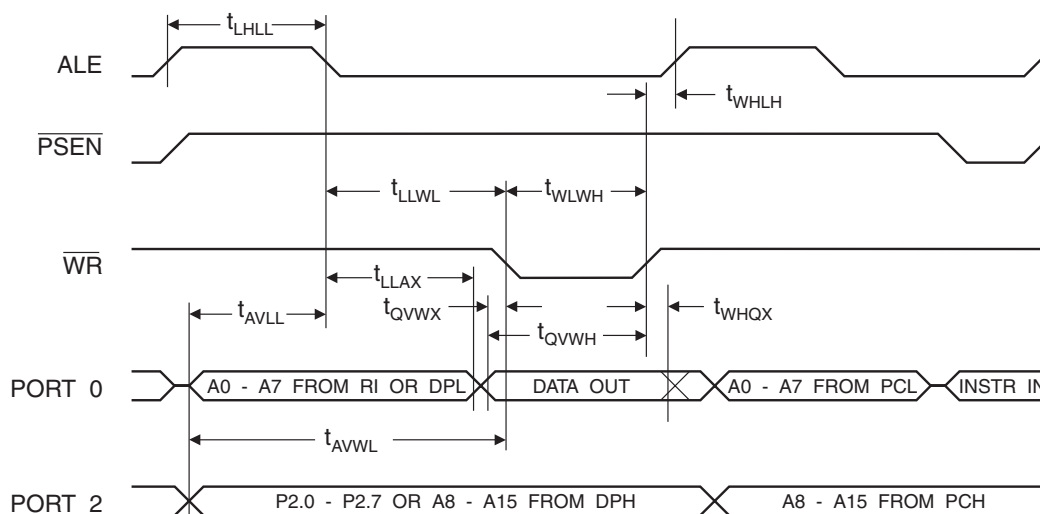 tLHLL
ALE
tWHLH
PSEN
tLLWL
tWLWH
WR
tLLAX
tAVLL
tQVWX
tWHQX
tQVWH
PORT 0
A0 - A7 FROM RI OR DPL
DATA OUT
A0 - A7 FROM PCL
INSTR IN
tAVWL
PORT 2
P2.0 - P2.7 OR A8 - A15 FROM DPH
A8 - A15 FROM PCH